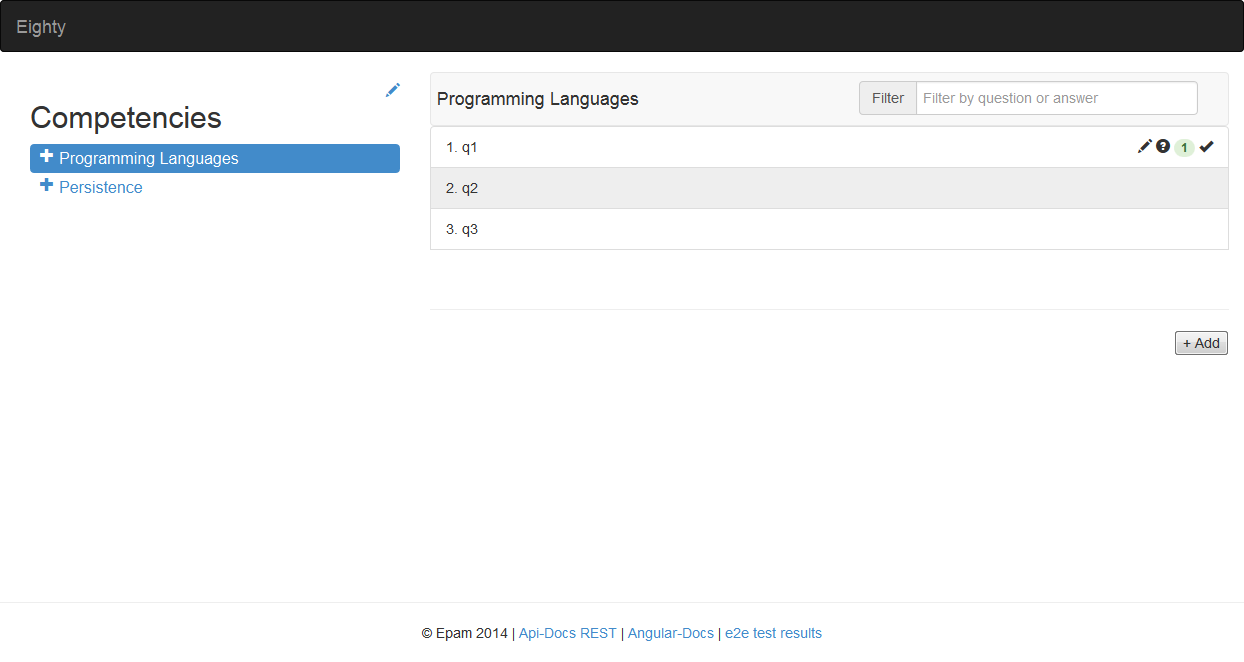 Eighty
Competencies
Programming Languages
Persistence
Programming Languages
Filter
Filter by question or answer
1. q1
1
2. q2
3. q3
+ Add
© Epam 2014 | Api-Docs REST | Angular-Docs | e2e test results